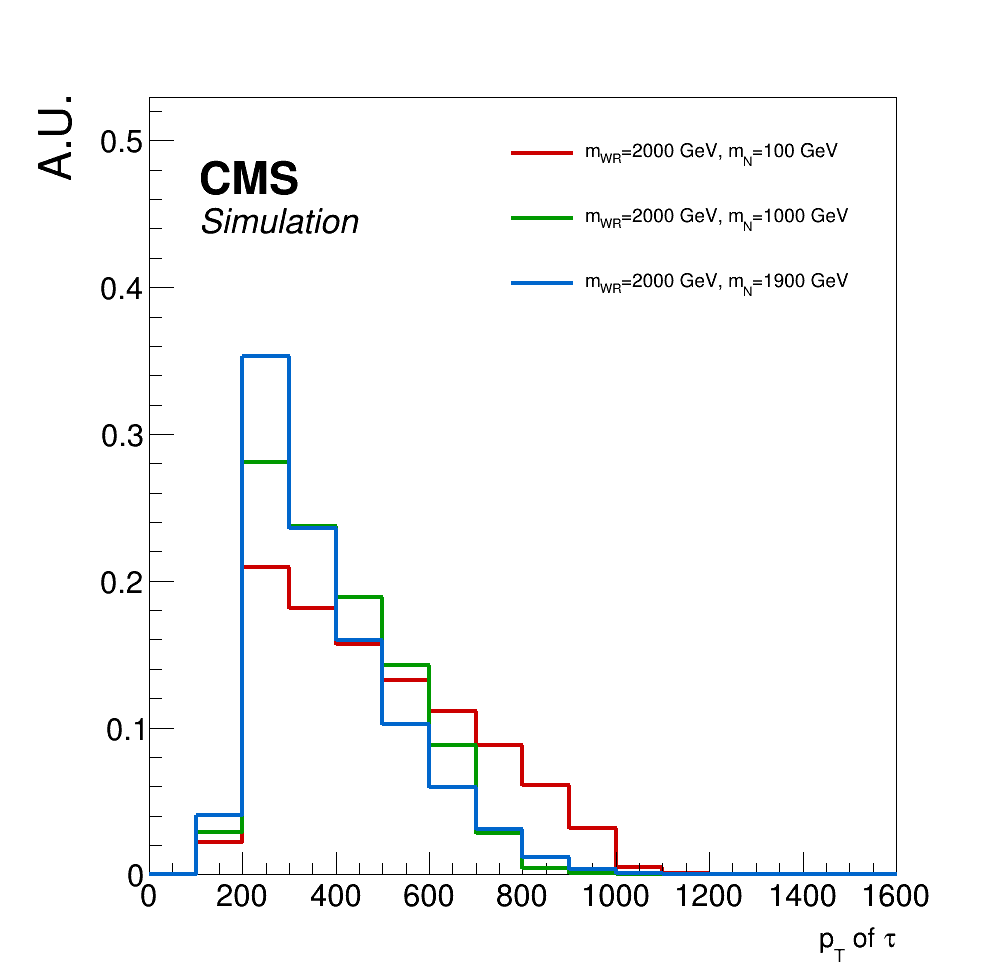 A.U.
CMS
Simulation
m_WR=2000 GeV, m_N=100 GeV
m_WR=2000 GeV, m_N=1000 GeV
m_WR=2000 GeV, m_N=1900 GeV
0.5
0.4
0.3
0.2
0.1
0
0 200 400 600 800 1000 1200 1400 1600
p_T of τ